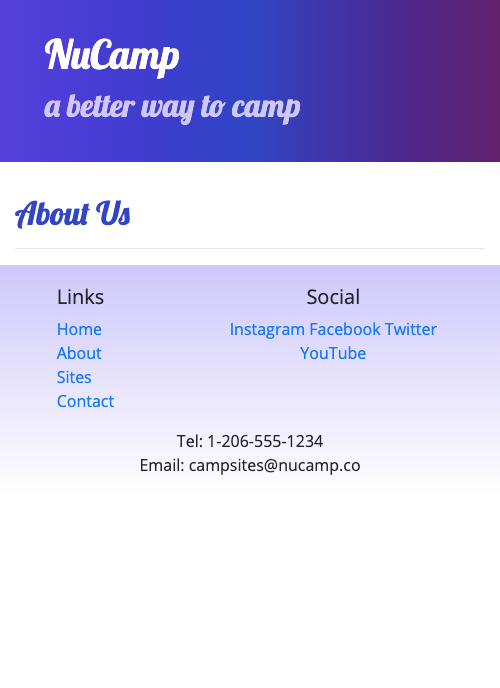 NuCamp
a better way to camp
About Us
Links
Home
About
Sites
Contact
Social
Instagram Facebook Twitter
YouTube
Tel: 1-206-555-1234
Email: campsites@nucamp.co